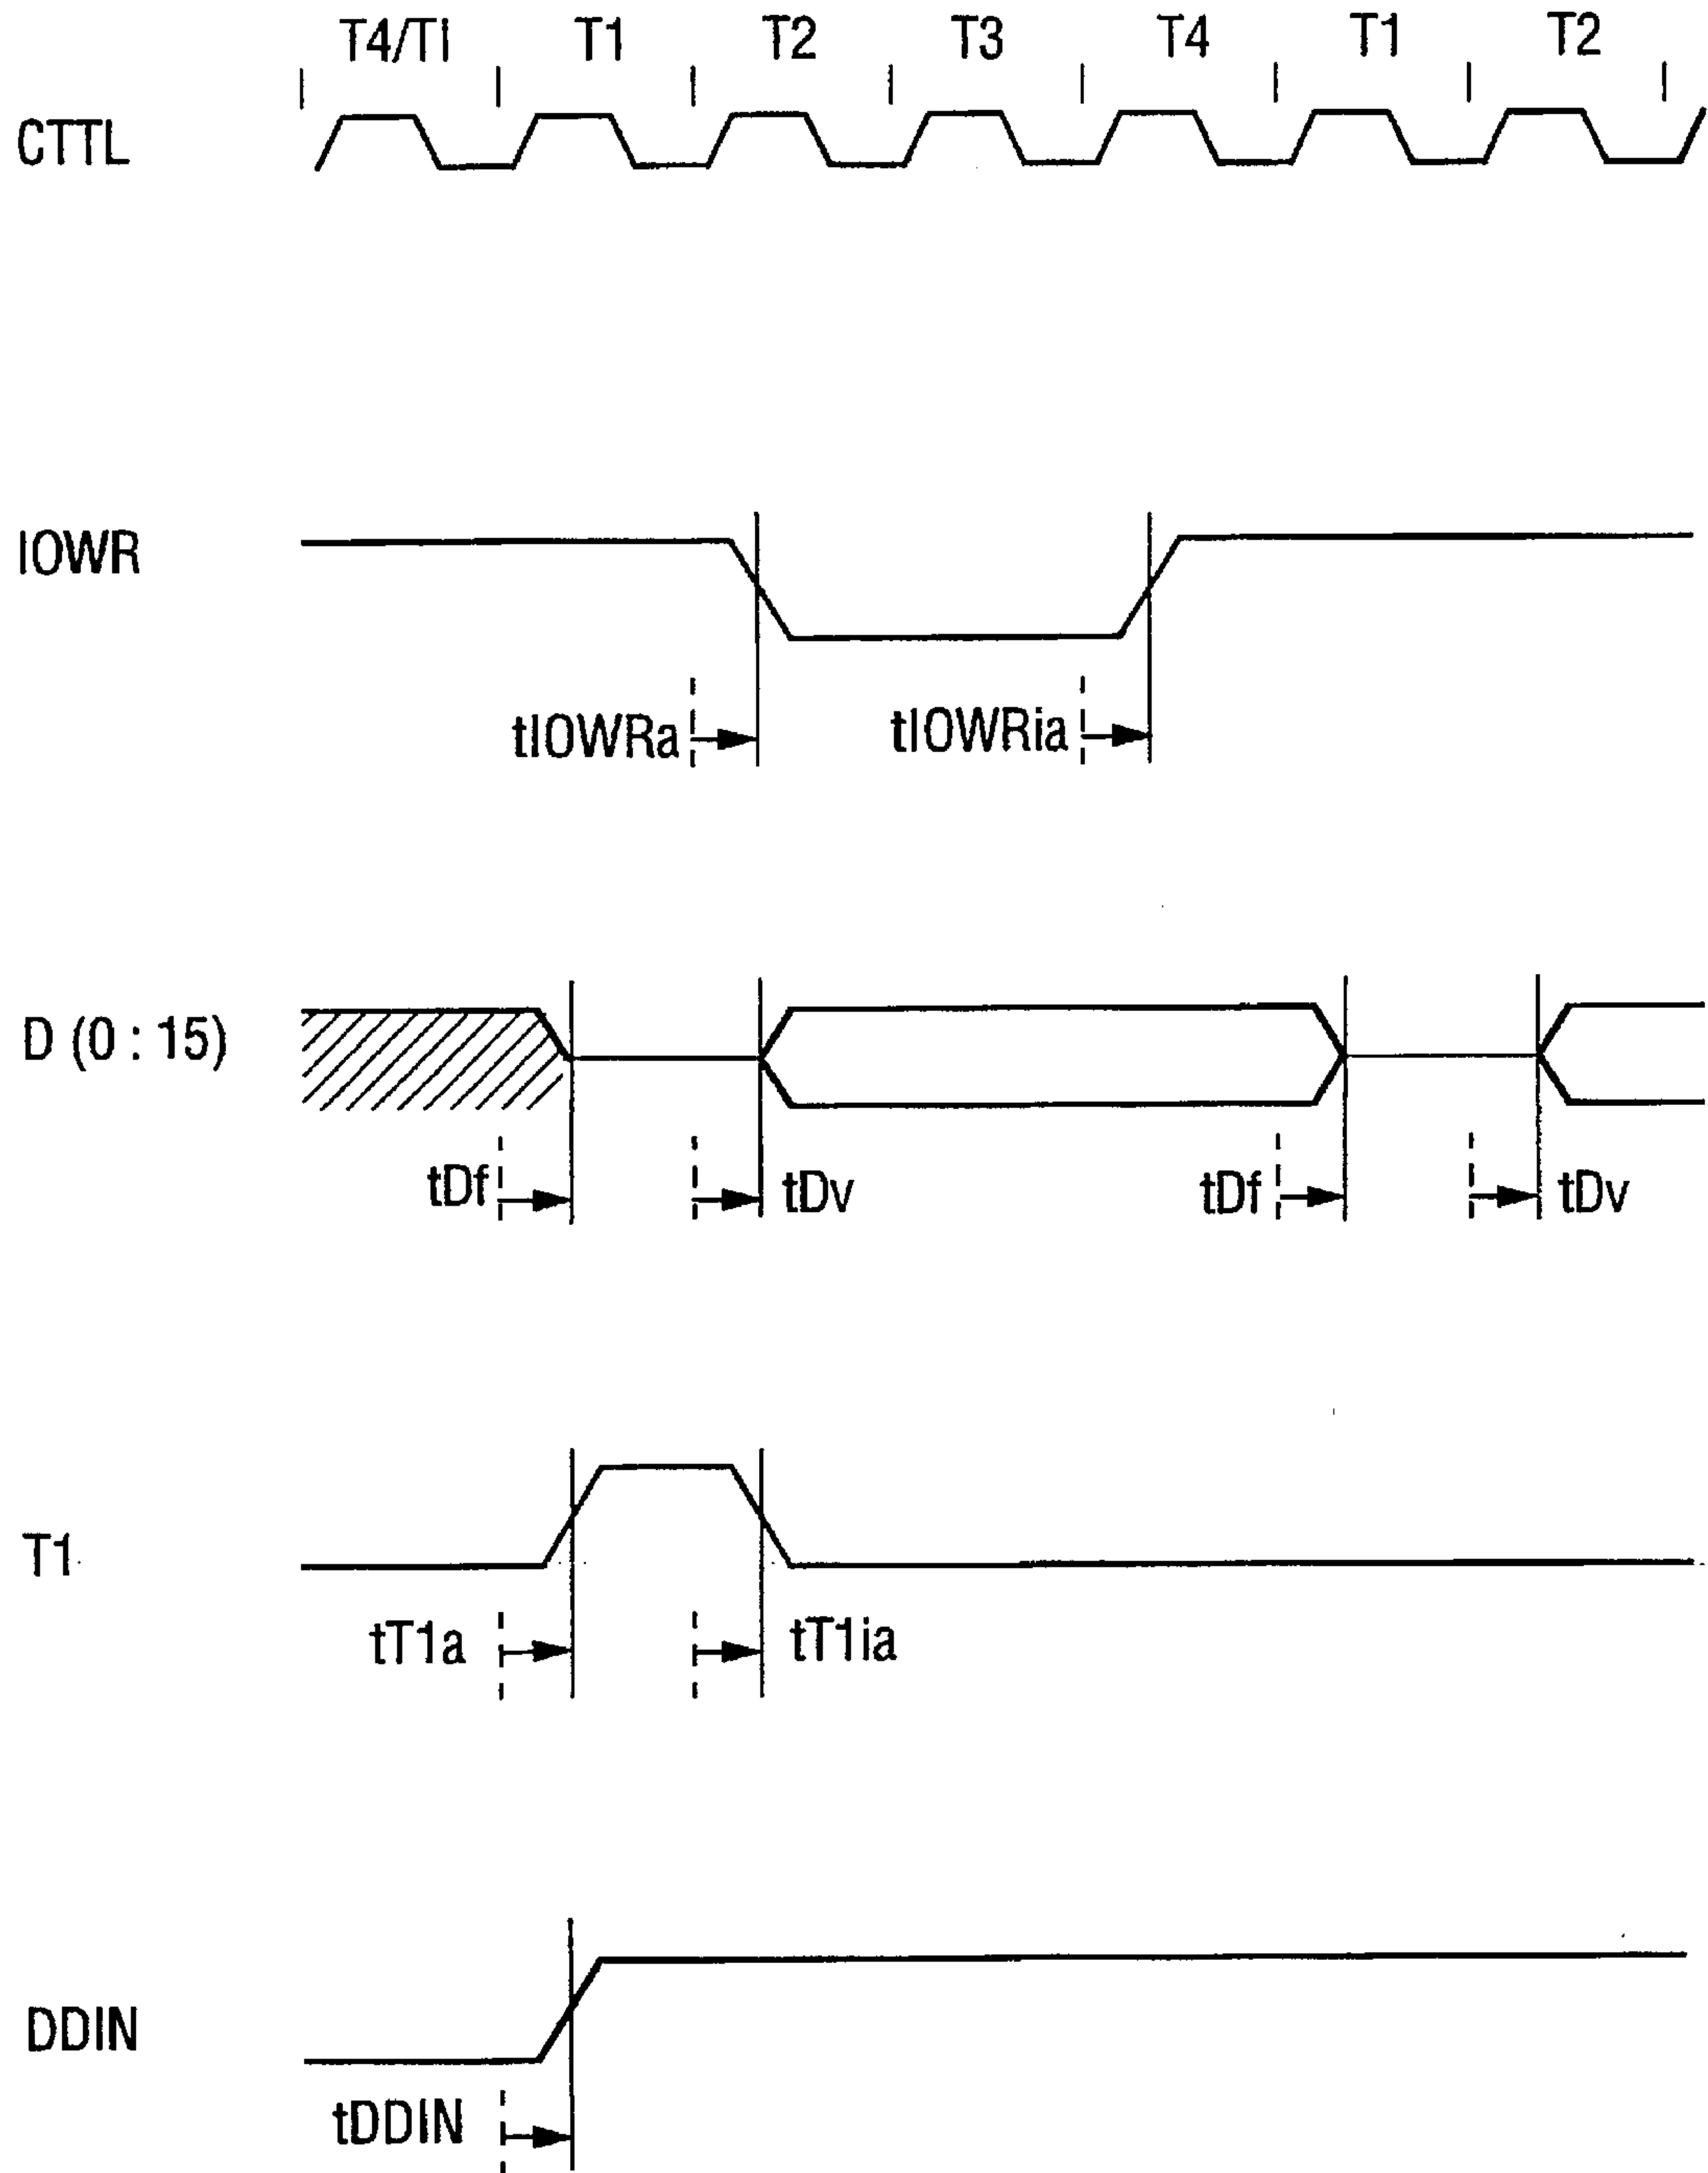 T4/TI T1 T2 T3 T4 T1 T2
CTTL
IOWR
tIOWRa tIOWRia
D (0 : 15)
tDf tDv tDf tDv
T1
tT1a tT1ia
DDIN
tDDIN